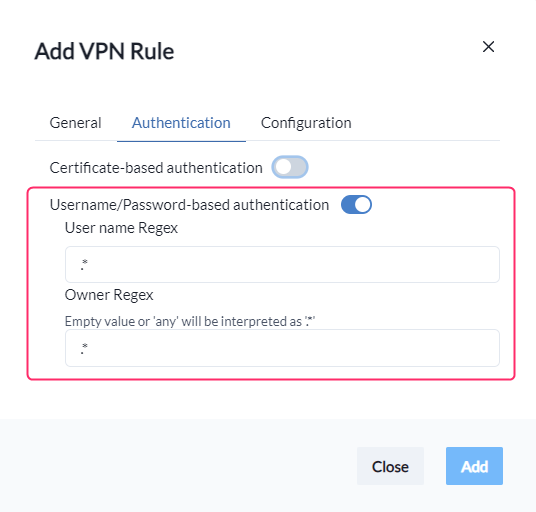 Add VPN Rule
General Authentication Configuration
Certificate-based authentication
Username/Password-based authentication
User name Regex
.*
Owner Regex
Empty value or 'any' will be interpreted as '.*'
.*
Close Add